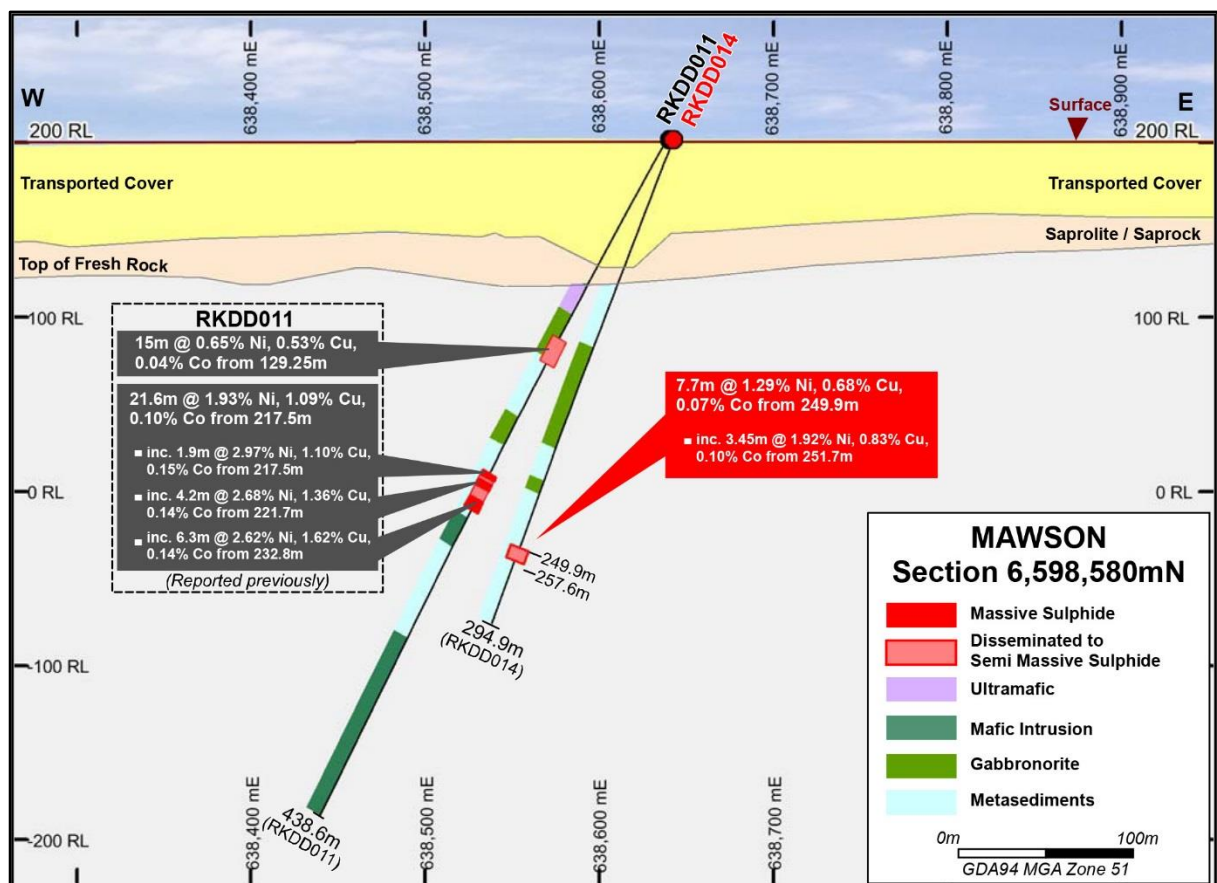 638,400 mE
638,500 mE
638,600 mE
638,700 mE
638,800 mE
638,900 mE
RKDD011
RKDD014
W
E
Surface
200 RL
200 RL
Transported Cover
Transported Cover
Saprolite / Saprock
Top of Fresh Rock
100 RL
100 RL
RKDD011
15m @ 0.65% Ni, 0.53% Cu,
0.04% Co from 129.25m
21.6m @ 1.93% Ni, 1.09% Cu,
0.10% Co from 217.5m
inc. 1.9m @ 2.97% Ni, 1.10% Cu,
0.15% Co from 217.5m
inc. 4.2m @ 2.68% Ni, 1.36% Cu,
0.14% Co from 221.7m
inc. 6.3m @ 2.62% Ni, 1.62% Cu,
0.14% Co from 232.8m
(Reported previously)
7.7m @ 1.29% Ni, 0.68% Cu,
0.07% Co from 249.9m
inc. 3.45m @ 1.92% Ni, 0.83% Cu,
0.10% Co from 251.7m
0 RL
0 RL
249.9m
257.6m
294.9m
(RKDD014)
-100 RL
438.6m
(RKDD011)
-200 RL
638,400 mE
638,500 mE
638,600 mE
638,700 mE
MAWSON
Section 6,598,580mN
Massive Sulphide
Disseminated to
Semi Massive Sulphide
Ultramafic
Mafic Intrusion
Gabbronorite
Metasediments
0m
100m
GDA94 MGA Zone 51